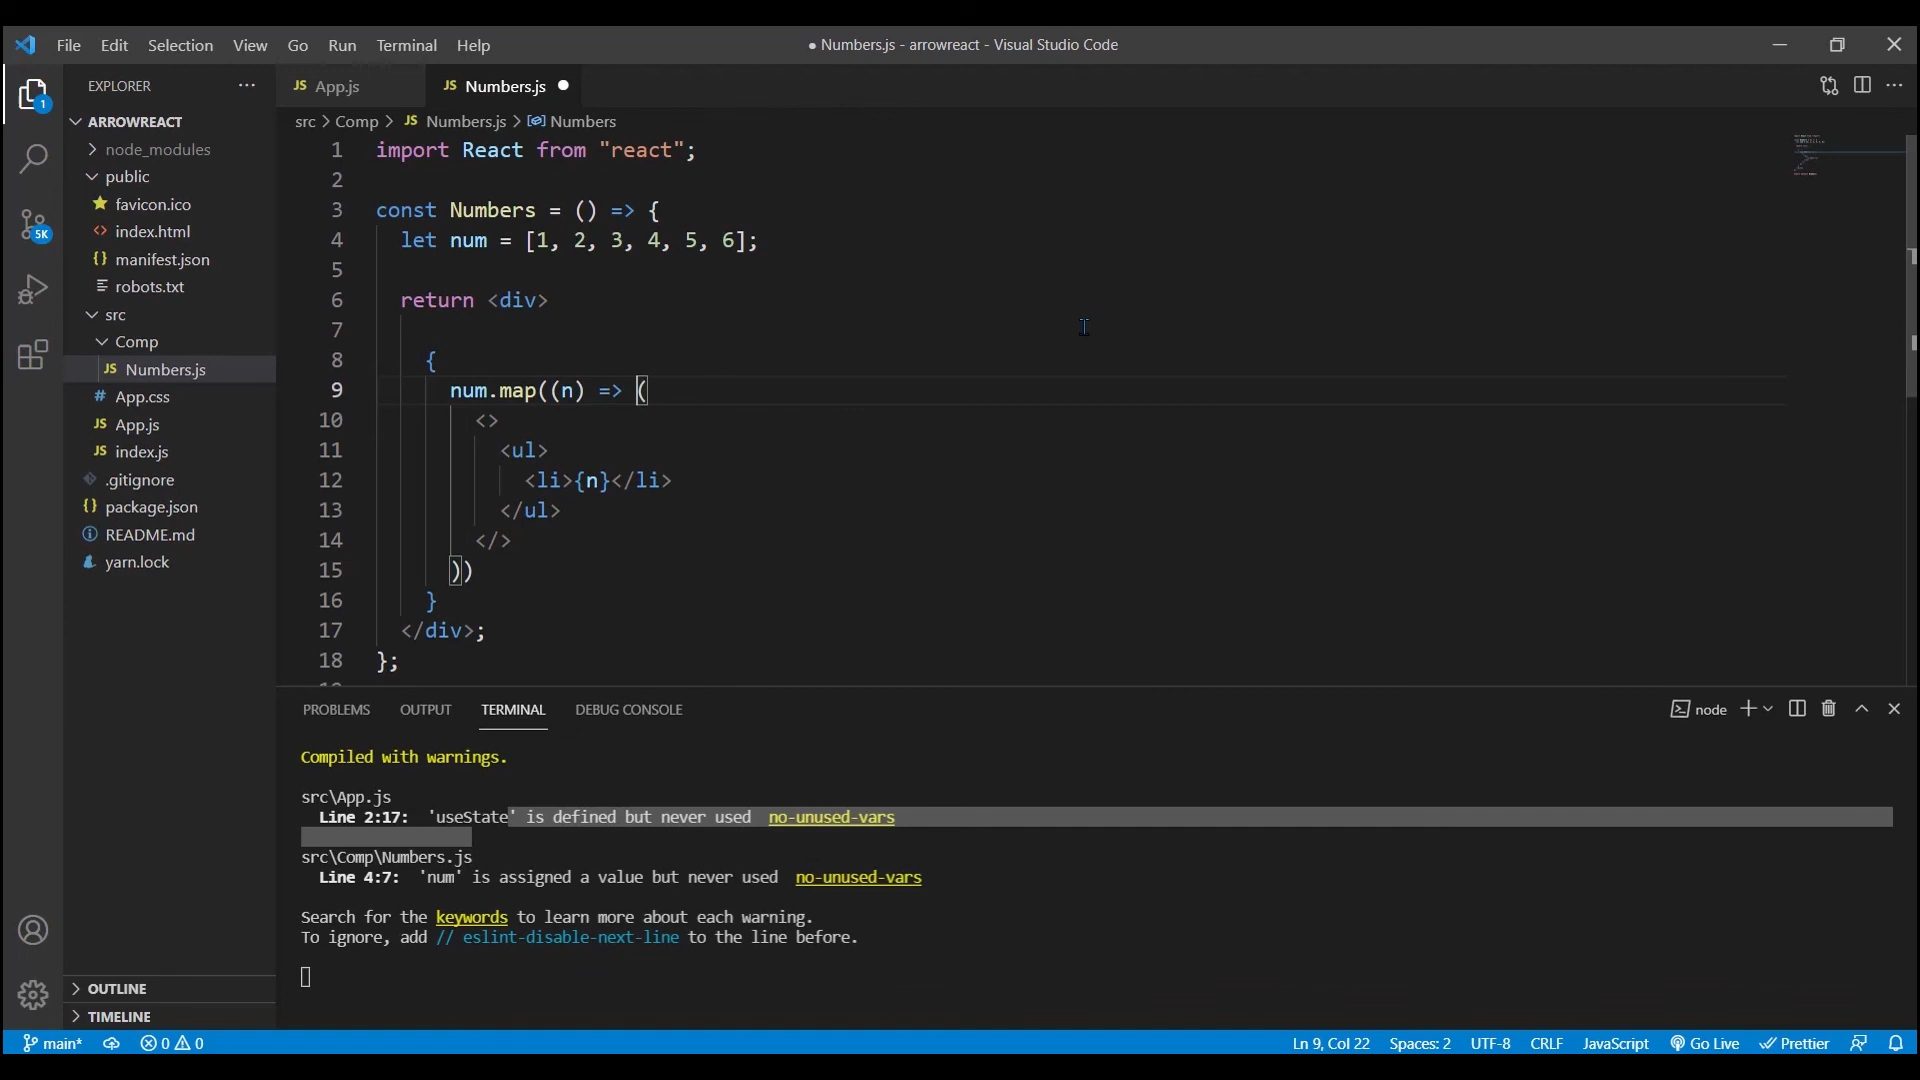 File Edit Selection View Go Run Terminal Help
● Numbers.js - arrowreact - Visual Studio Code
EXPLORER ...
ARROWREACT
node_modules
public
favicon.ico
index.html
manifest.json
robots.txt
src
Comp
JS Numbers.js
# App.css
JS App.js
JS index.js
.gitignore
{} package.json
README.md
yarn.lock
OUTLINE
TIMELINE
1
5K
JS App.js JS Numbers.js
src > Comp > JS Numbers.js > Numbers
1 import React from "react";
2
3 const Numbers = () => {
4 let num = [1, 2, 3, 4, 5, 6];
5
6 return <div>
7
8 {
9 num.map((n) => (
10 <>
11 <ul>
12 <li>{n}</li>
13 </ul>
14 </>
15 ))
16 }
17 </div>;
18 };
PROBLEMS OUTPUT TERMINAL DEBUG CONSOLE
node
Compiled with warnings.
src\App.js
Line 2:17: 'useState' is defined but never used no-unused-vars
src\Comp\Numbers.js
Line 4:7: 'num' is assigned a value but never used no-unused-vars
Search for the keywords to learn more about each warning.
To ignore, add // eslint-disable-next-line to the line before.
main* 0 0 Ln 9, Col 22 Spaces: 2 UTF-8 CRLF JavaScript Go Live Prettier